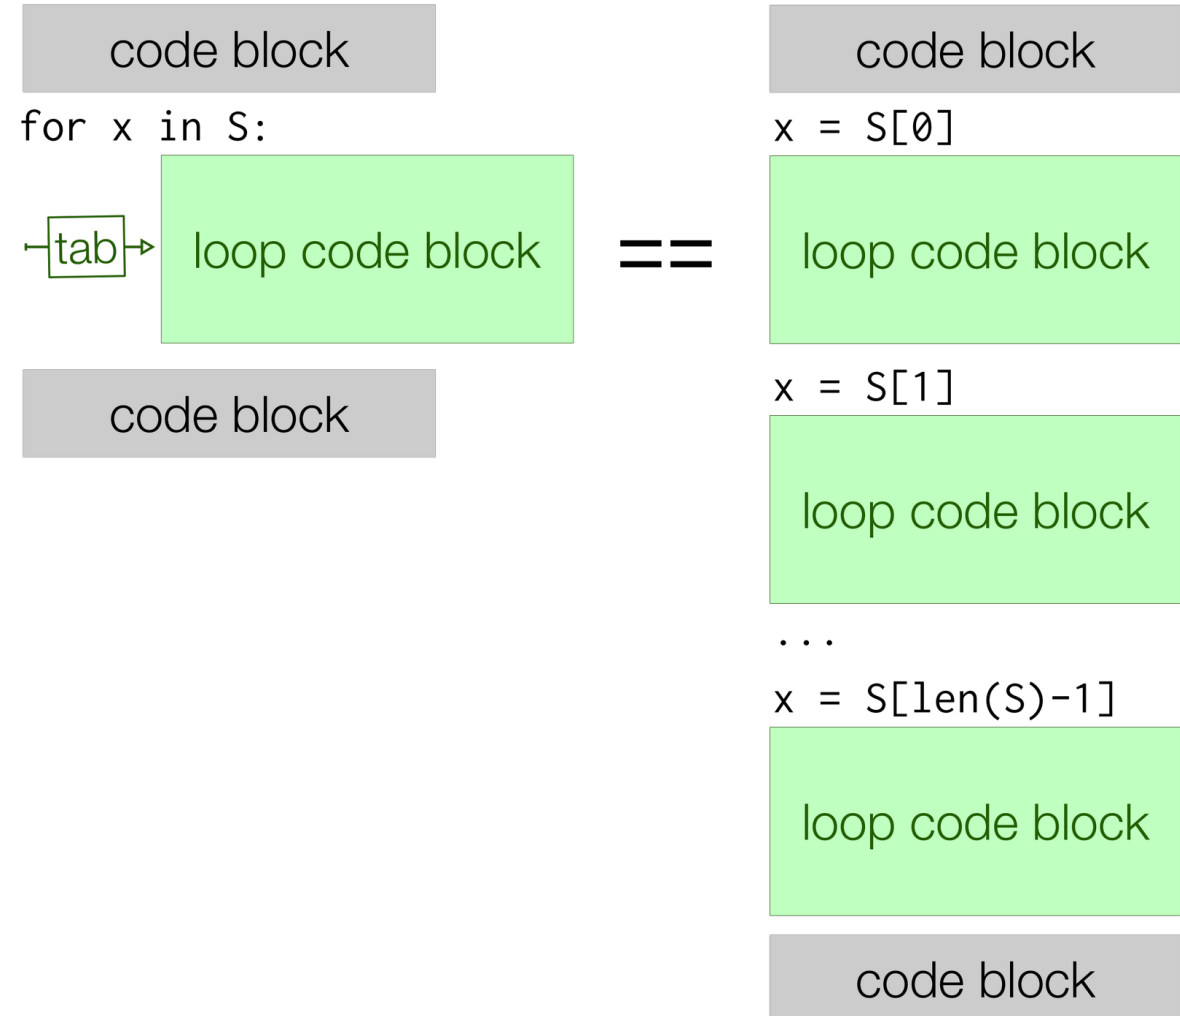 code block
for x in S:
tab
loop code block
code block
==
code block
x = S[0]
loop code block
x = S[1]
loop code block
...
x = S[len(S)-1]
loop code block
code block